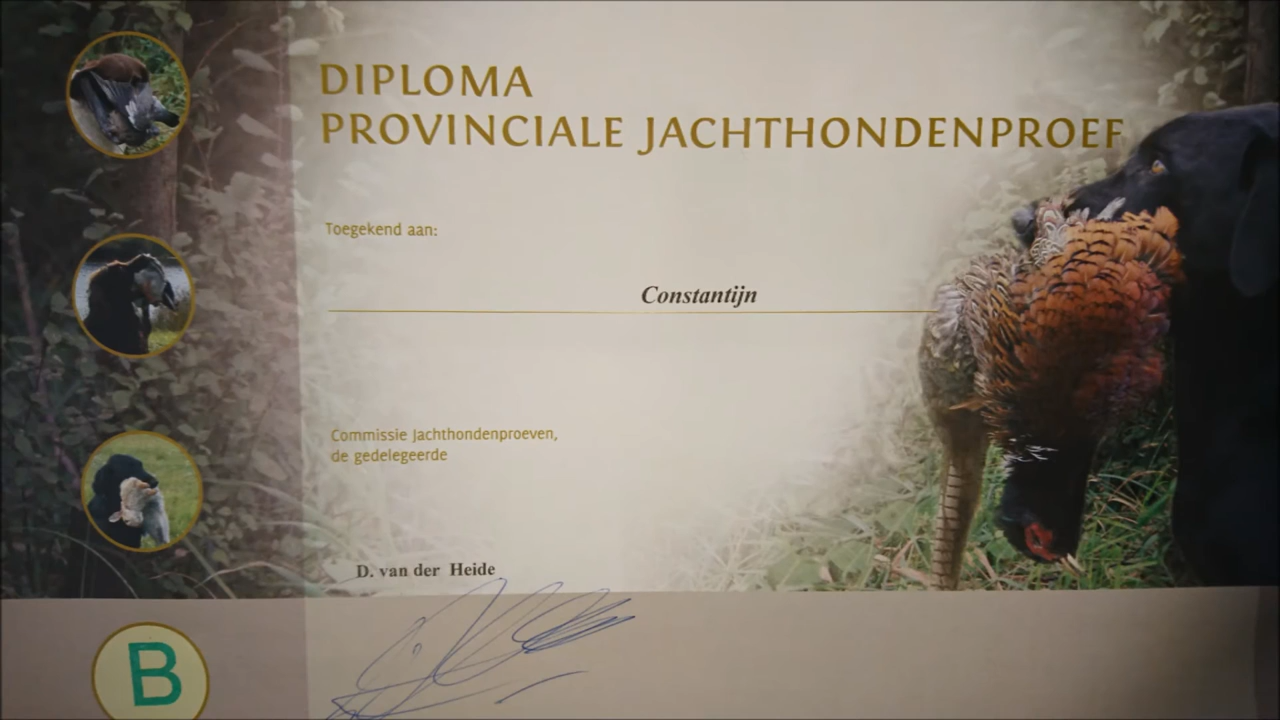 DIPLOMA
PROVINCIALE JACHTHONDENPROEF
Toegekend aan:
Constantijn
Commissie Jachthondenproeven,
de gedelegeerde
D. van der Heide
B